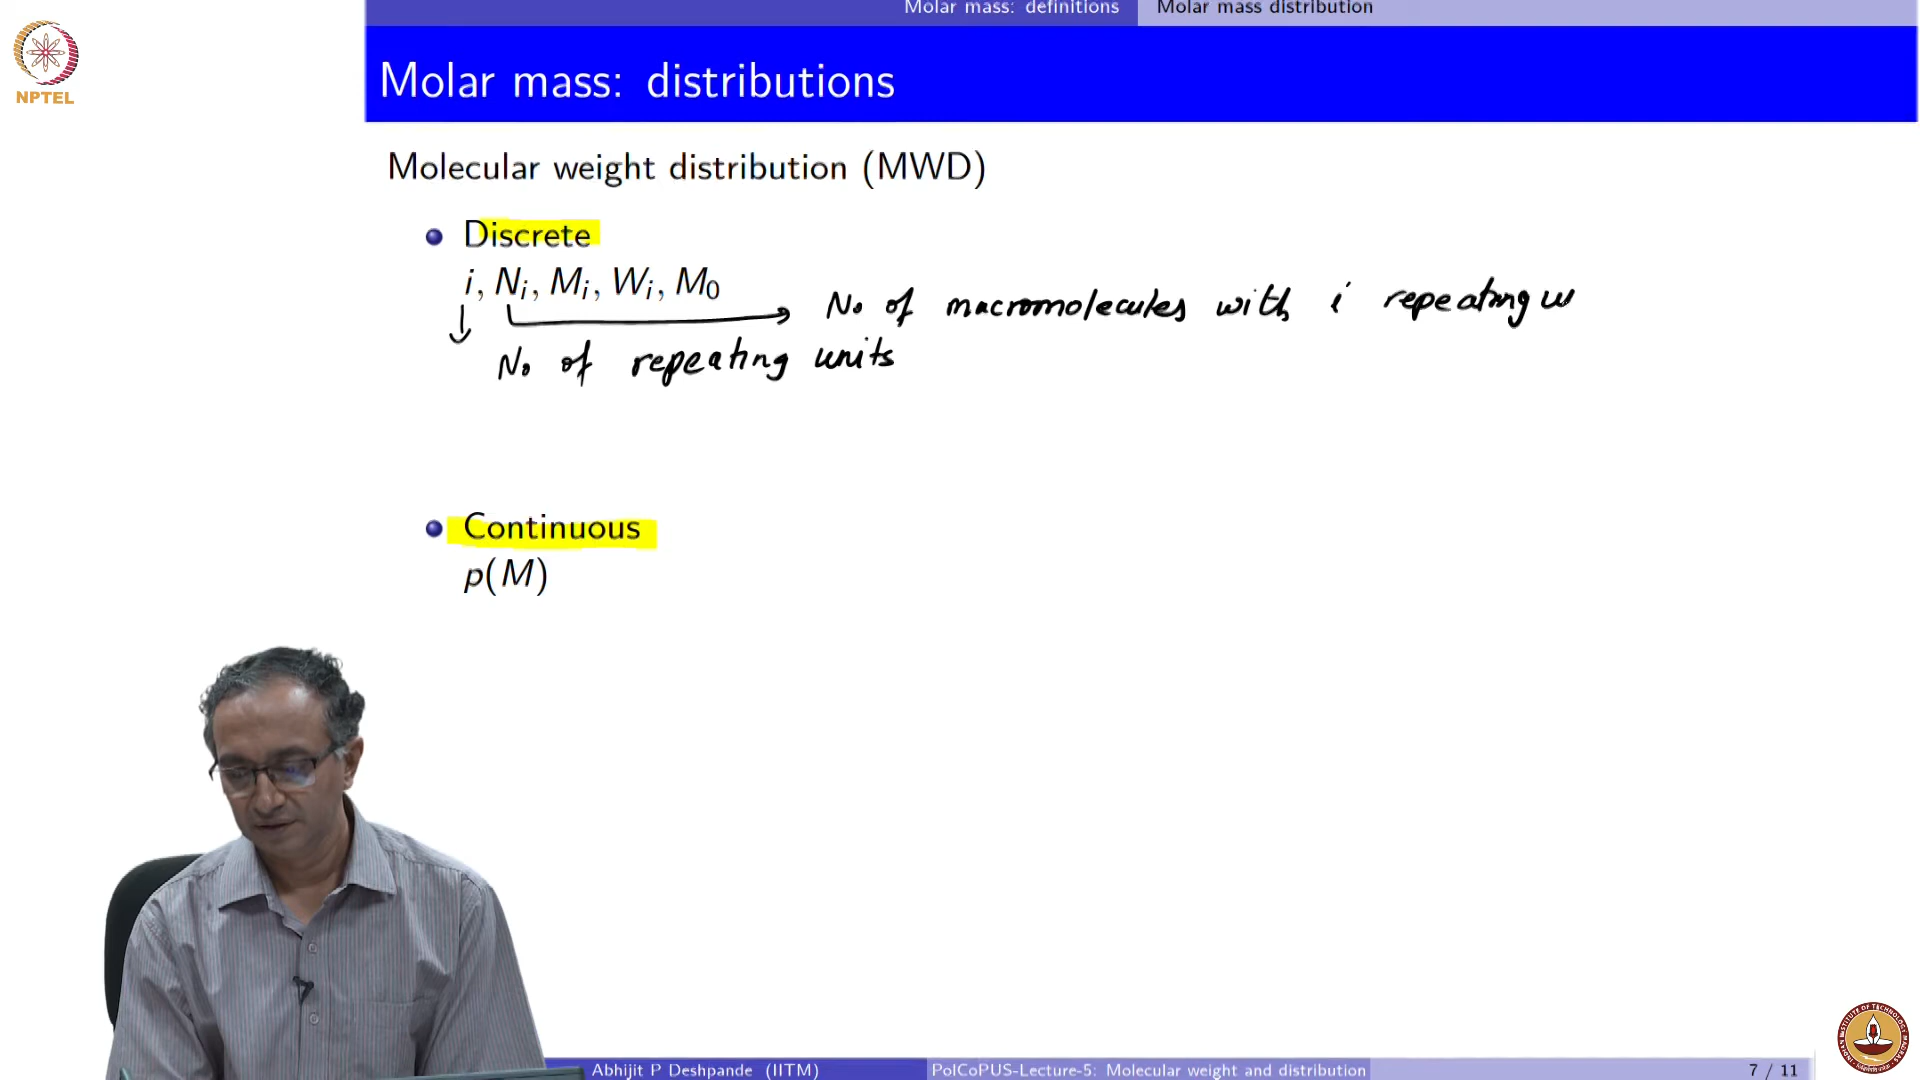 Molar mass: definitions Molar mass distribution
NPTEL
Molar mass: distributions
Molecular weight distribution (MWD)
Discrete
i, Nᵢ, Mᵢ, Wᵢ, M₀
No of macromolecules with i repeating u
No of repeating units
Continuous
p(M)
Abhijit P Deshpande (IITM) PolCoPUS-Lecture-5: Molecular weight and distribution 7 / 11